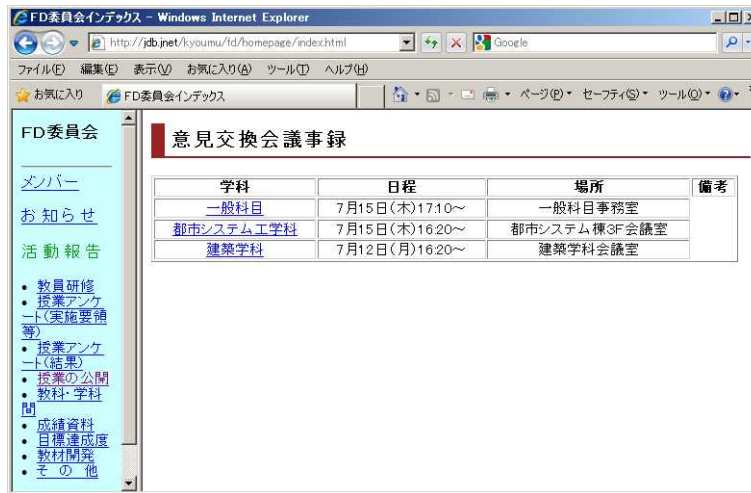 FD委員会インデックス - Windows Internet Explorer
http://jdb.jnet/kyoumu/fd/homepage/index.html
Google
ファイル(F) 編集(E) 表示(V) お気に入り(A) ツール(T) ヘルプ(H)
お気に入り FD委員会インデックス ページ(P) セーフティ(S) ツール(O)
FD委員会
メンバー
お知らせ
活動報告
• 教員研修
• 授業アンケ
ート(実施要領
等)
• 授業アンケ
ート(結果)
• 授業の公開
• 教科・学科
間
• 成績資料
• 目標達成度
• 教材開発
• そ の 他
意見交換会議事録
学科 日程 場所 備考
一般科目 7月15日(木)17:10～ 一般科目事務室
都市システム工学科 7月15日(木)16:20～ 都市システム棟3F会議室
建築学科 7月12日(月)16:20～ 建築学科会議室